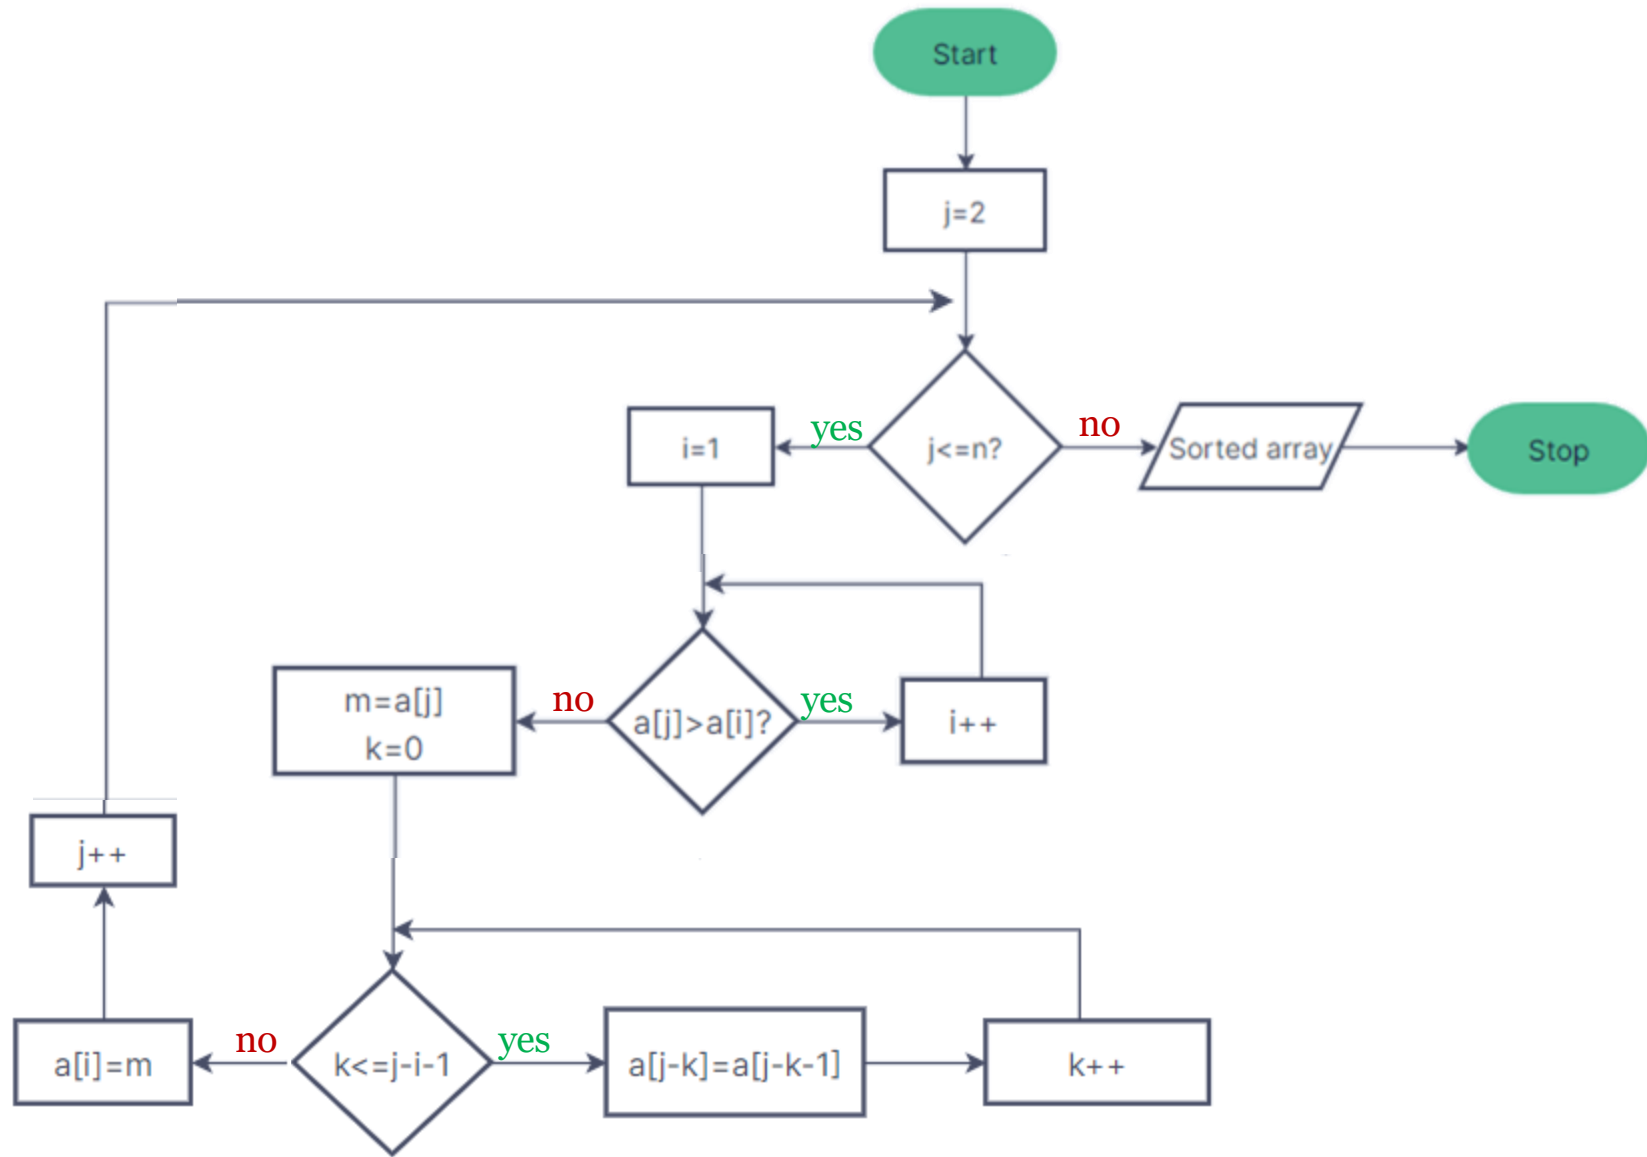 Start
j=2
yes
j<=n?
no
i=1
Sorted array
Stop
m=a[j]
k=0
no
a[j]>a[i]?
yes
i++
j++
a[i]=m
no
k<=j-i-1
yes
a[j-k]=a[j-k-1]
k++